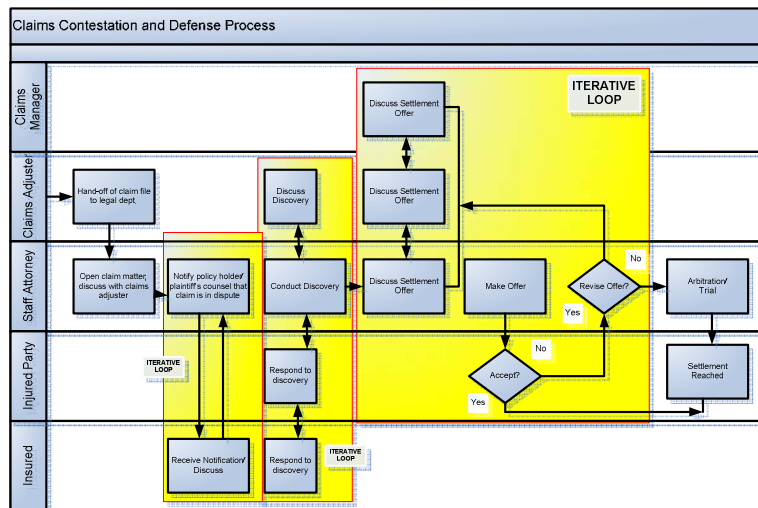 Claims Contestation and Defense Process
Claims
Manager
ITERATIVE
LOOP
Discuss Settlement
Offer
Claims Adjuster
Hand-off of claim file
to legal dept.
Discuss
Discovery
Discuss Settlement
Offer
Staff Attorney
Open claim matter;
discuss with claims
adjuster
Notify policy holder/
plaintiff's counsel that
claim is in dispute
Conduct Discovery
Discuss Settlement
Offer
Make Offer
Revise Offer?
No
Yes
Arbitration/
Trial
Injured Party
ITERATIVE
LOOP
Respond to
discovery
Accept?
No
Yes
Settlement
Reached
Insured
Receive Notification/
Discuss
Respond to
discovery
ITERATIVE
LOOP